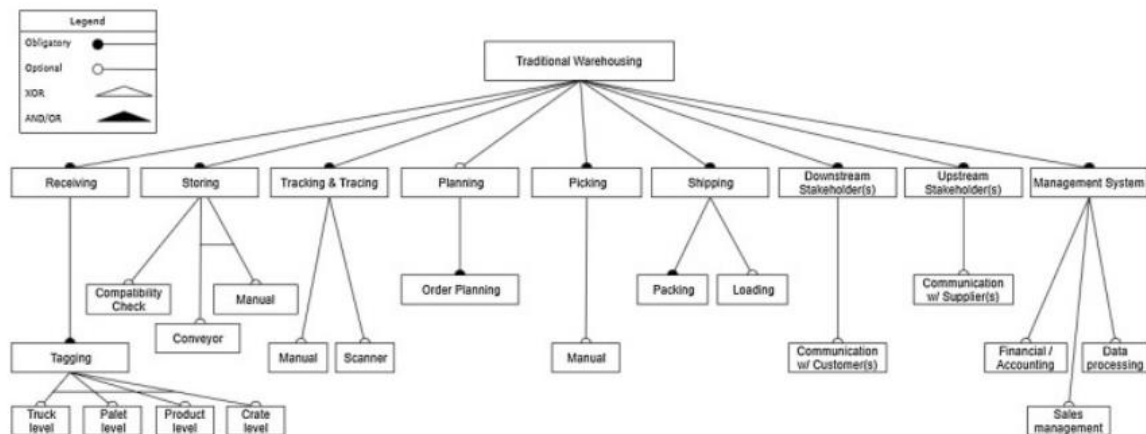 Legend
Obligatory
Optional
XOR
AND/OR
Traditional Warehousing
Receiving
Storing
Tracking & Tracing
Planning
Picking
Shipping
Downstream
Stakeholder(s)
Upstream
Stakeholder(s)
Management System
Compatibility
Check
Manual
Conveyor
Order Planning
Packing
Loading
Communication
w/ Supplier(s)
Tagging
Manual
Scanner
Manual
Communication
w/ Customer(s)
Financial /
Accounting
Data
processing
Truck
level
Palet
level
Product
level
Crate
level
Sales
management